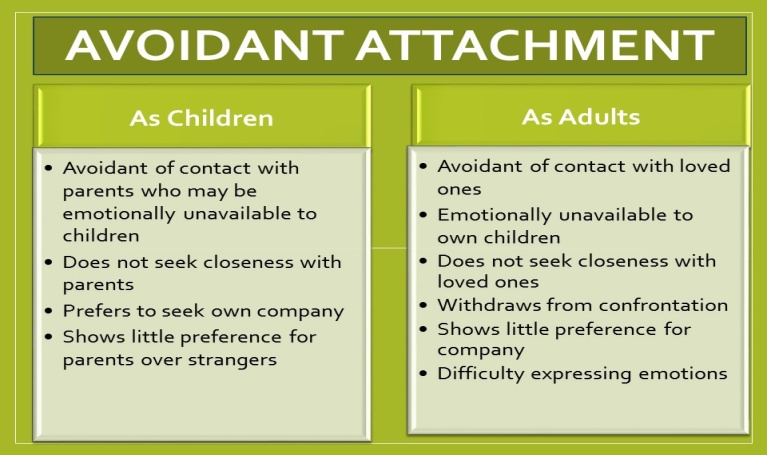 AVOIDANT ATTACHMENT
As Children
• Avoidant of contact with
parents who may be
emotionally unavailable to
children
• Does not seek closeness with
parents
• Prefers to seek own company
• Shows little preference for
parents over strangers
As Adults
• Avoidant of contact with loved
ones
• Emotionally unavailable to
own children
• Does not seek closeness with
loved ones
• Withdraws from confrontation
• Shows little preference for
company
• Difficulty expressing emotions